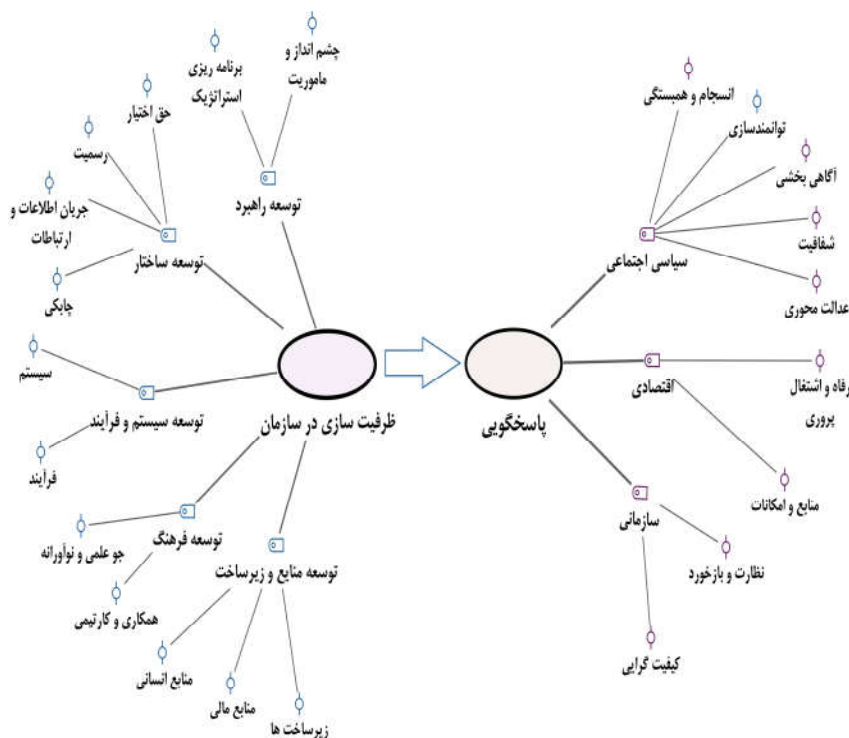 چشم انداز و
ماموریت
برنامه ریزی
استراتژیک
حق اختیار
رسمیت
جریان اطلاعات و
ارتباطات
چابکی
توسعه راهبرد
توسعه ساختار
سیستم
توسعه سیستم و فرآیند
فرآیند
ظرفیت سازی در سازمان
توسعه فرهنگ
جو علمی و نوآورانه
همکاری و کارتیمی
توسعه منابع و زیرساخت
منابع انسانی
منابع مالی
زیرساخت ها
پاسخگویی
انسجام و همبستگی
توانمندسازی
آگاهی بخشی
شفافیت
عدالت محوری
سیاسی اجتماعی
اقتصادی
رفاه و اشتغال
پروری
منابع و امکانات
سازمانی
نظارت و بازخورد
کیفیت گرایی